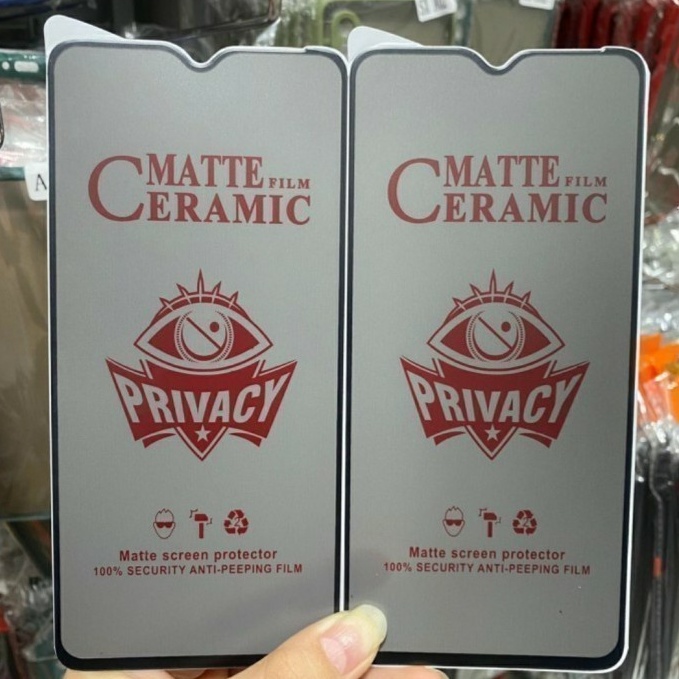 MATTE FILM
CERAMIC
PRIVACY
Matte screen protector
100% SECURITY ANTI-PEEPING FILM
MATTE FILM
CERAMIC
PRIVACY
Matte screen protector
100% SECURITY ANTI-PEEPING FILM